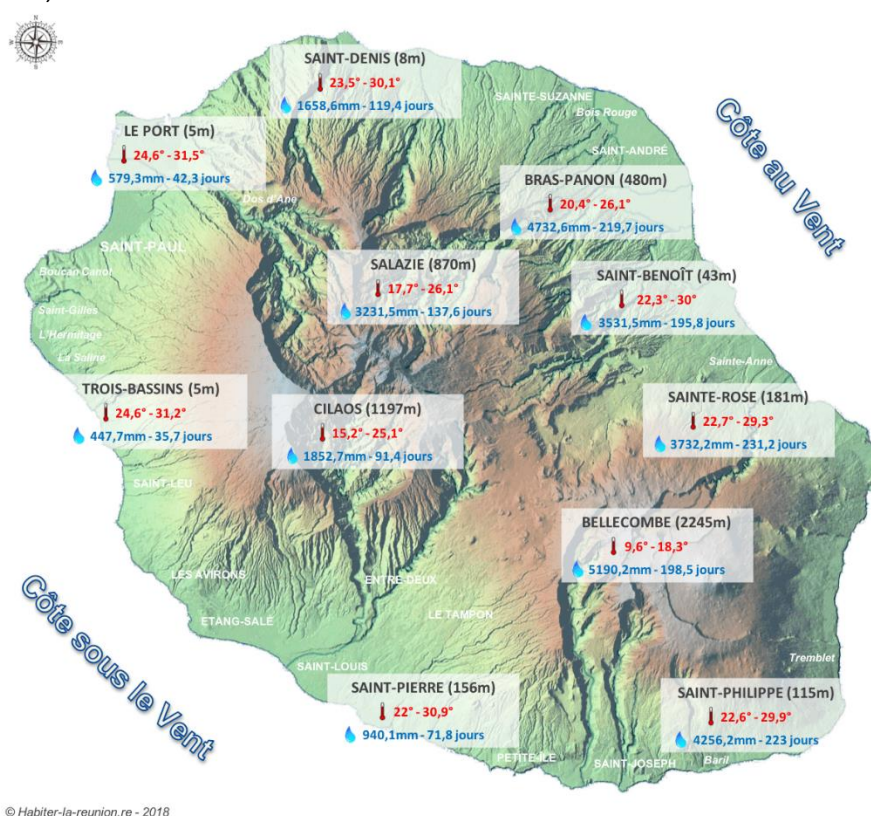 SAINT-DENIS (8m)
23,5° - 30,1°
1658,6mm - 119,4 jours
SAINTE-SUZANNE
Bois Rouge
Côte au Vent
LE PORT (5m)
24,6° - 31,5°
579,3mm - 42,3 jours
SAINT-ANDRÉ
BRAS-PANON (480m)
20,4° - 26,1°
4732,6mm - 219,7 jours
Dos d'Ane
SAINT-PAUL
Boucan Canot
SALAZIE (870m)
17,7° - 26,1°
3231,5mm - 137,6 jours
SAINT-BENOÎT (43m)
22,3° - 30°
3531,5mm - 195,8 jours
Saint-Gilles
L'Hermitage
La Saline
Sainte-Anne
TROIS-BASSINS (5m)
24,6° - 31,2°
447,7mm - 35,7 jours
CILAOS (1197m)
15,2° - 25,1°
1852,7mm - 91,4 jours
SAINTE-ROSE (181m)
22,7° - 29,3°
3732,2mm - 231,2 jours
SAINT-LEU
BELLECOMBE (2245m)
9,6° - 18,3°
5190,2mm - 198,5 jours
LES AVIRONS
ENTRE-DEUX
Côte sous le Vent
ETANG-SALÉ
LE TAMPON
SAINT-LOUIS
Tremblet
SAINT-PIERRE (156m)
22° - 30,9°
940,1mm - 71,8 jours
SAINT-PHILIPPE (115m)
22,6° - 29,9°
4256,2mm - 223 jours
PETITE-ÎLE
SAINT-JOSEPH
Baril
© Habiter-la-reunion.re - 2018